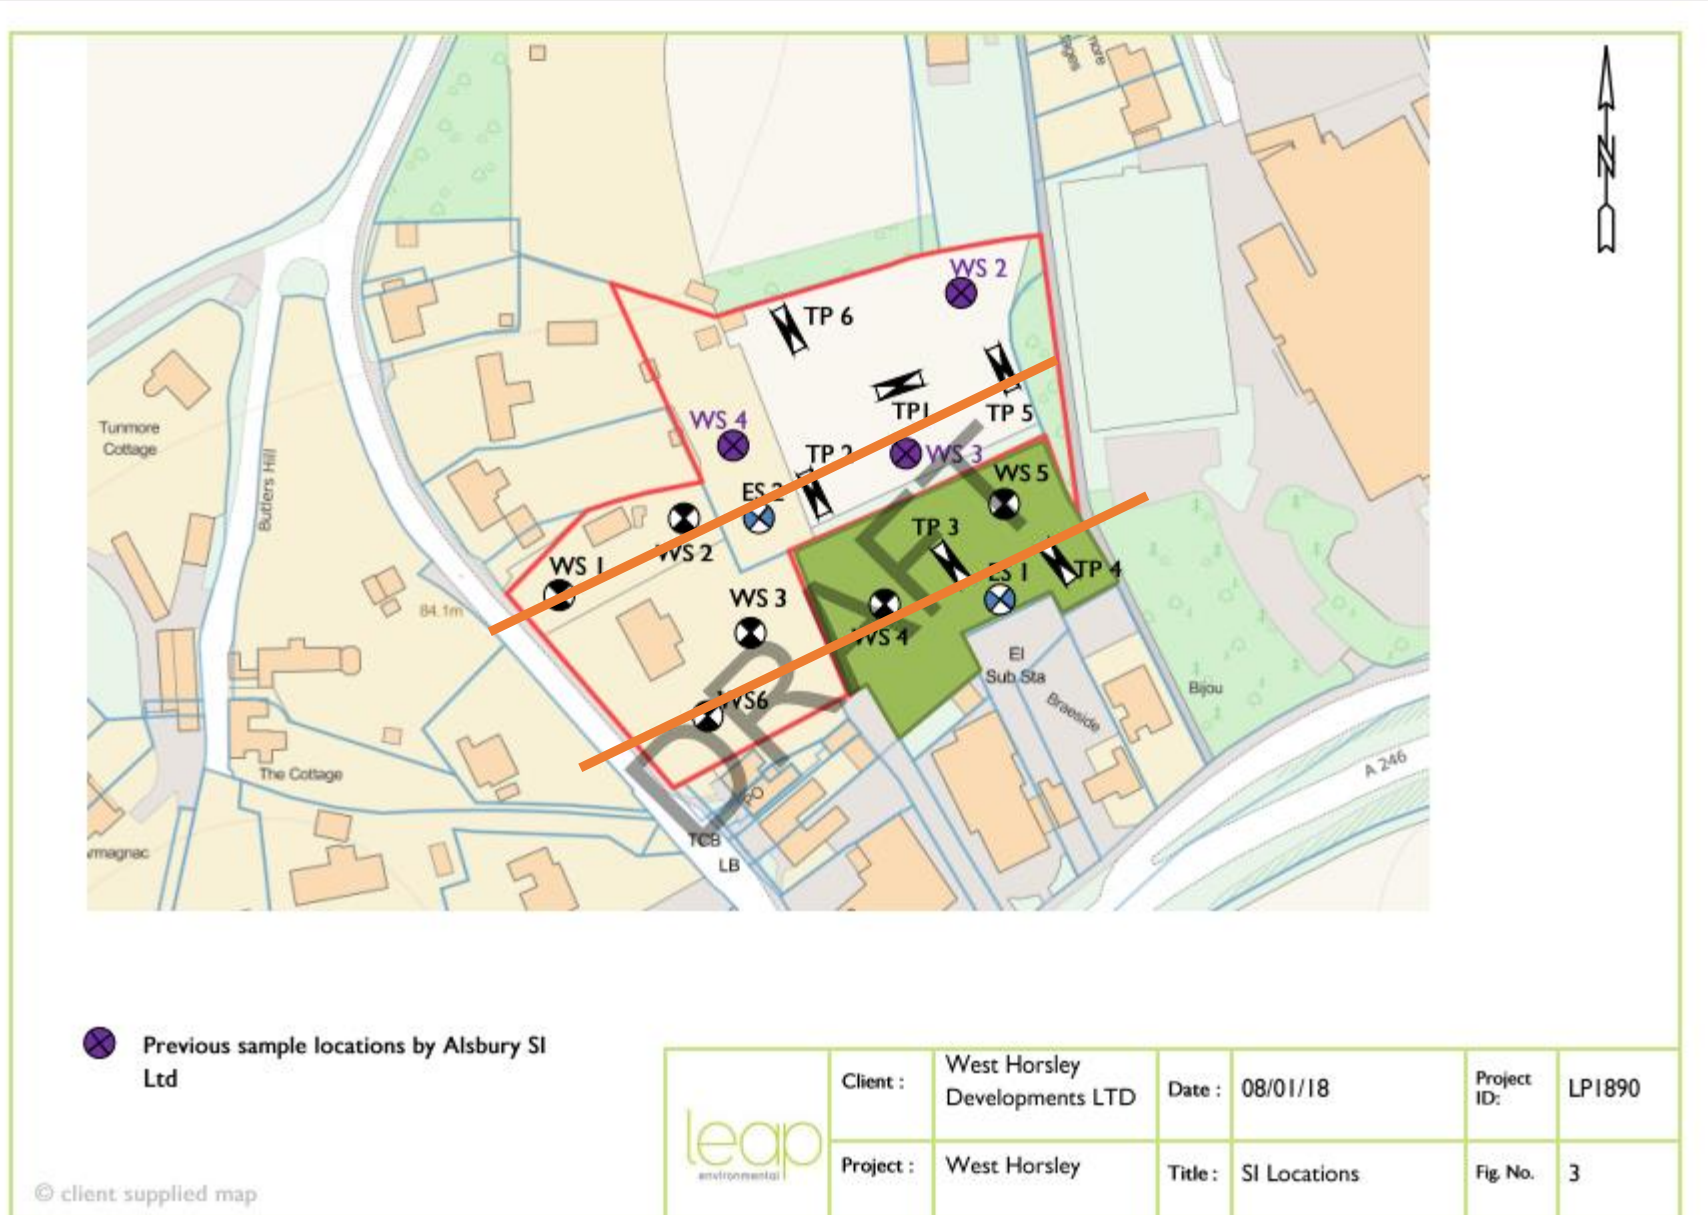 more
ages
WS 2
TP 6
TP1
TP 5
WS 4
TP 2
WS 3
WS 5
ES 2
TP 3
WS 2
WS 1
TP 4
ES 1
WS 3
WS 4
WS6
DRAFT
Tunmore
Cottage
Butlers Hill
84.1m
El
Sub Sta
Braeside
Bijou
The Cottage
A 246
PO
TCB
LB
rmagnac
N
Previous sample locations by Alsbury SI
Ltd
leap
environmental
Client :
West Horsley
Developments LTD
Date :
08/01/18
Project
ID:
LP1890
Project :
West Horsley
Title :
SI Locations
Fig. No.
3
© client supplied map